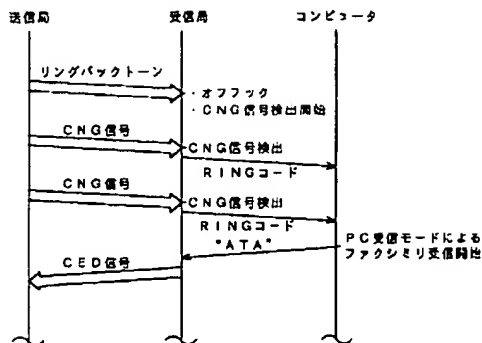 送信局 受信局 コンピュータ
リングバックトーン
・オフフック
・CNG信号検出開始
CNG信号
CNG信号検出
RINGコード
CNG信号
CNG信号検出
RINGコード
"ATA"
PC受信モードによる
ファクシミリ受信開始
CED信号